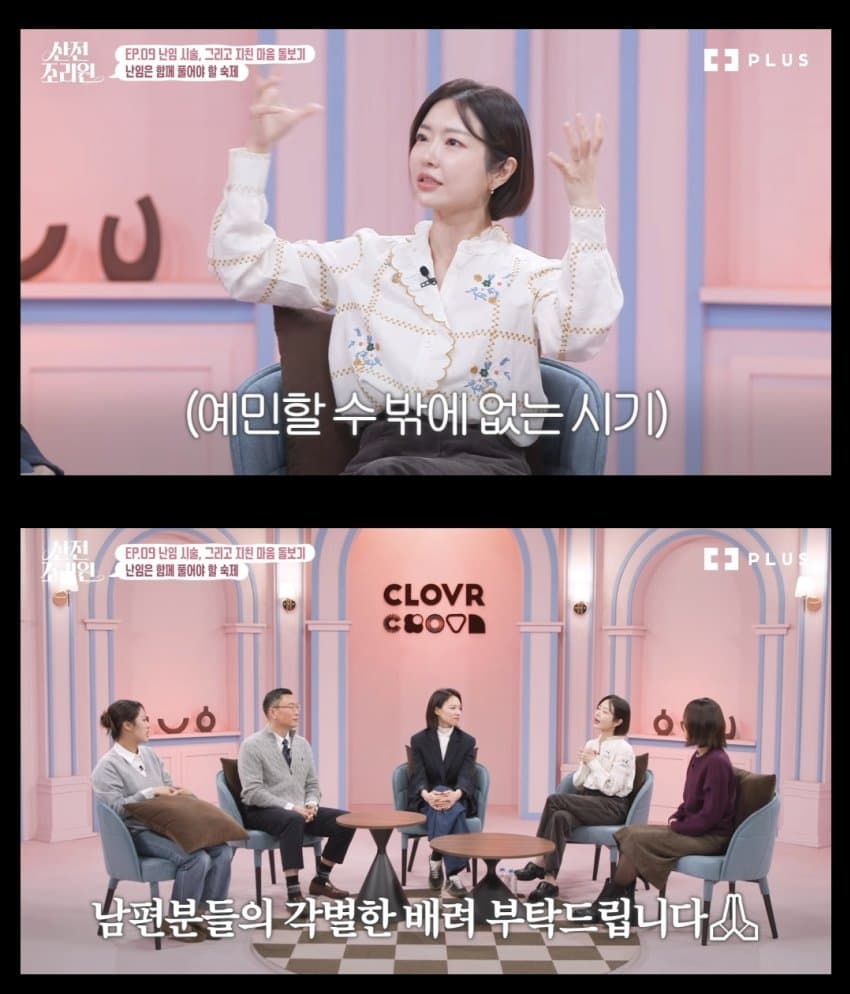 산전
조리원
EP.09 난임 시술, 그리고 지친 마음 돌보기
난임은 함께 풀어야 할 숙제
PLUS
(예민할 수 밖에 없는 시기)
산전
조리원
EP.09 난임 시술, 그리고 지친 마음 돌보기
난임은 함께 풀어야 할 숙제
PLUS
CLOVR
남편분들의 각별한 배려 부탁드립니다